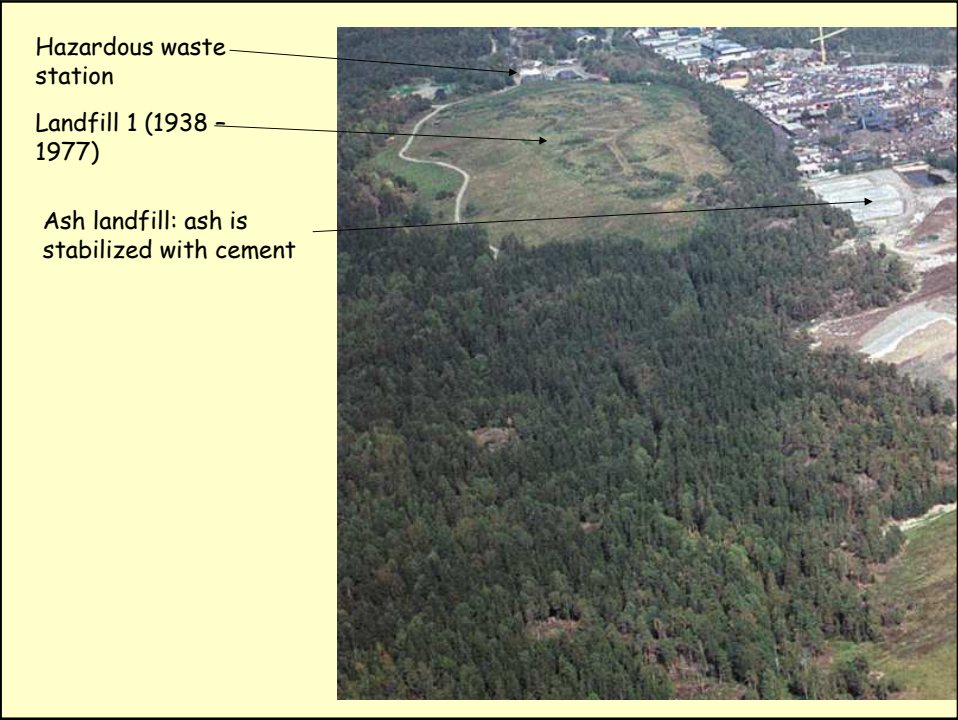 Hazardous waste
station
Landfill 1 (1938 –
1977)
Ash landfill: ash is
stabilized with cement